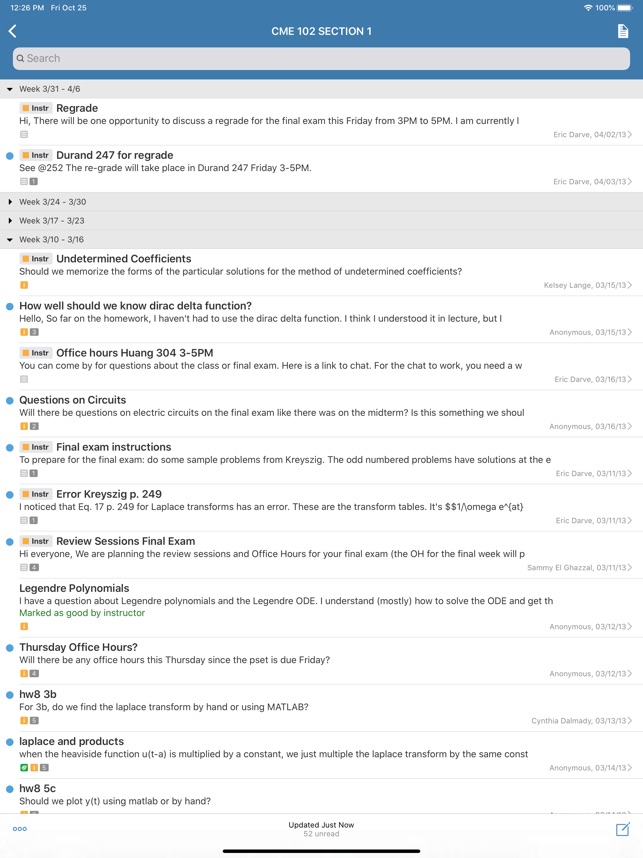 12:26 PM Fri Oct 25 100%
CME 102 SECTION 1
Search
Week 3/31 - 4/6
Instr Regrade
Hi, There will be one opportunity to discuss a regrade for the final exam this Friday from 3PM to 5PM. I am currently l
Eric Darve, 04/02/13
Instr Durand 247 for regrade
See @252 The re-grade will take place in Durand 247 Friday 3-5PM.
1 Eric Darve, 04/03/13
Week 3/24 - 3/30
Week 3/17 - 3/23
Week 3/10 - 3/16
Instr Undetermined Coefficients
Should we memorize the forms of the particular solutions for the method of undetermined coefficients?
i Kelsey Lange, 03/15/13
How well should we know dirac delta function?
Hello, So far on the homework, I haven't had to use the dirac delta function. I think I understood it in lecture, but I
i 3 Anonymous, 03/15/13
Instr Office hours Huang 304 3-5PM
You can come by for questions about the class or final exam. Here is a link to chat. For the chat to work, you need a w
Eric Darve, 03/16/13
Questions on Circuits
Will there be questions on electric circuits on the final exam like there was on the midterm? Is this something we shoul
i 2 Anonymous, 03/16/13
Instr Final exam instructions
To prepare for the final exam: do some sample problems from Kreyszig. The odd numbered problems have solutions at the e
1 Eric Darve, 03/11/13
Instr Error Kreyszig p. 249
I noticed that Eq. 17 p. 249 for Laplace transforms has an error. These are the transform tables. It's $$1/\omega e^{at}
1 Eric Darve, 03/11/13
Instr Review Sessions Final Exam
Hi everyone, We are planning the review sessions and Office Hours for your final exam (the OH for the final week will p
4 Sammy El Ghazzal, 03/11/13
Legendre Polynomials
I have a question about Legendre polynomials and the Legendre ODE. I understand (mostly) how to solve the ODE and get th
Marked as good by instructor
i Anonymous, 03/12/13
Thursday Office Hours?
Will there be any office hours this Thursday since the pset is due Friday?
i 4 Anonymous, 03/12/13
hw8 3b
For 3b, do we find the laplace transform by hand or using MATLAB?
i 5 Cynthia Dalmady, 03/13/13
laplace and products
when the heaviside function u(t-a) is multiplied by a constant, we just multiple the laplace transform by the same const
i 5 Anonymous, 03/14/13
hw8 5c
Should we plot y(t) using matlab or by hand?
Updated Just Now
52 unread